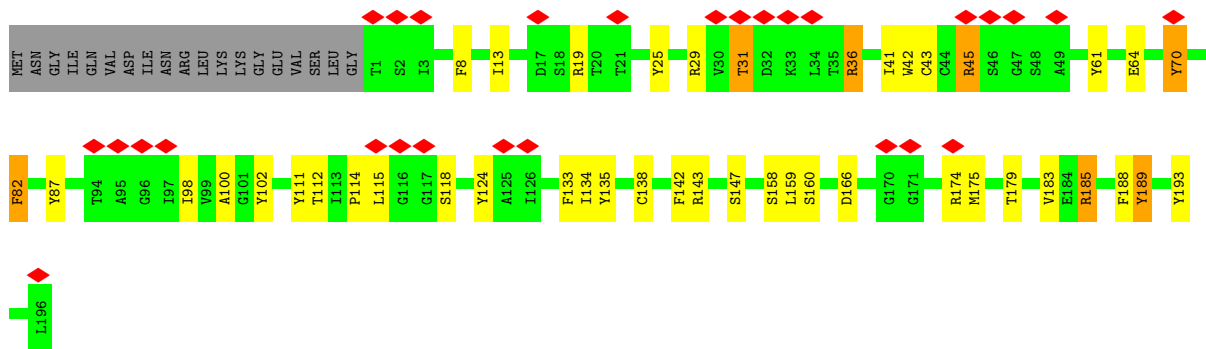 MET ASN GLY ILE GLN VAL ASP ILE ASN ARG LEU LYS LYS GLY GLU VAL SER LEU GLY T1 S2 I3 F8 I13 D17 S18 R19 T20 T21 Y25 R29 V30 T31 D32 K33 L34 T35 R36 I41 W42 C43 C44 R45 S46 G47 S48 A49 Y61 E64 Y70
F82 Y87 T94 A95 G96 I97 I98 V99 A100 G101 Y102 Y111 T112 I113 P114 L115 G116 G117 S118 Y124 A125 I126 F133 I134 Y135 C138 F142 R143 S147 S158 L159 S160 D166 G170 G171 R174 M175 T179 V183 E184 R185 F188 Y189 Y193
L196